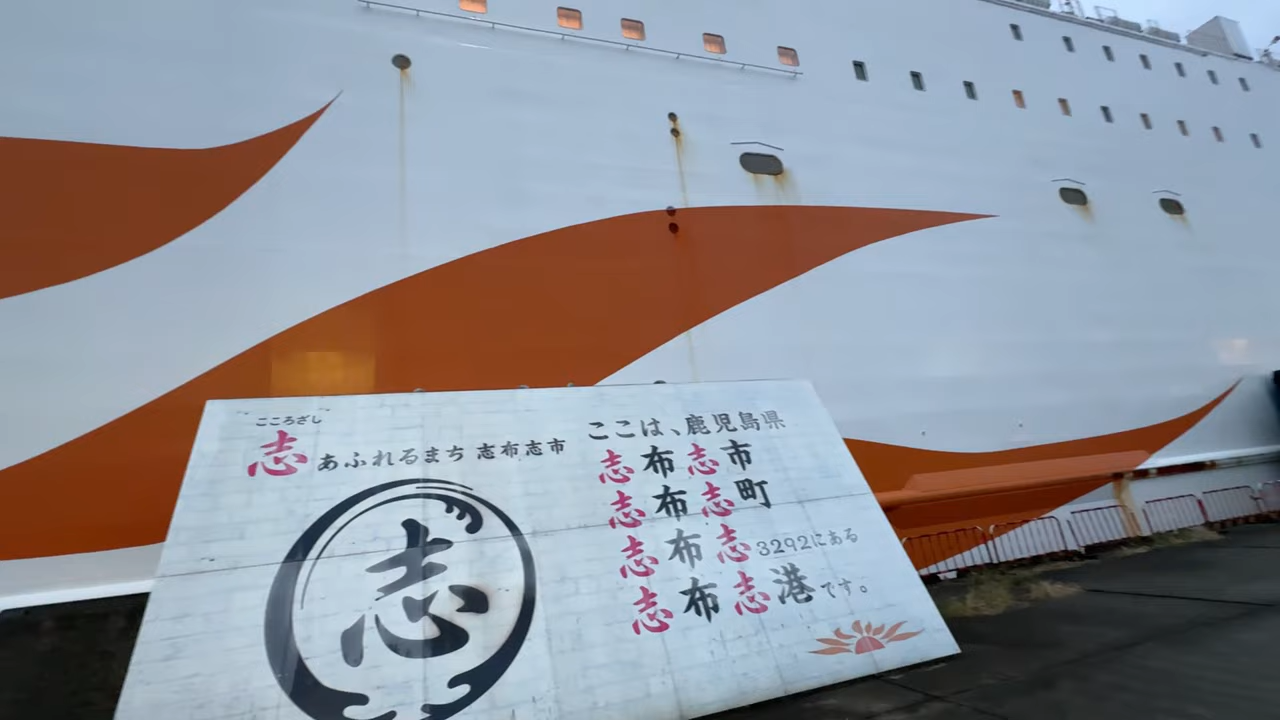 こころざし
志あふれるまち 志布志市
志
ここは、鹿児島県
志布志市
志布志町
志布志3292にある
志布志港です。